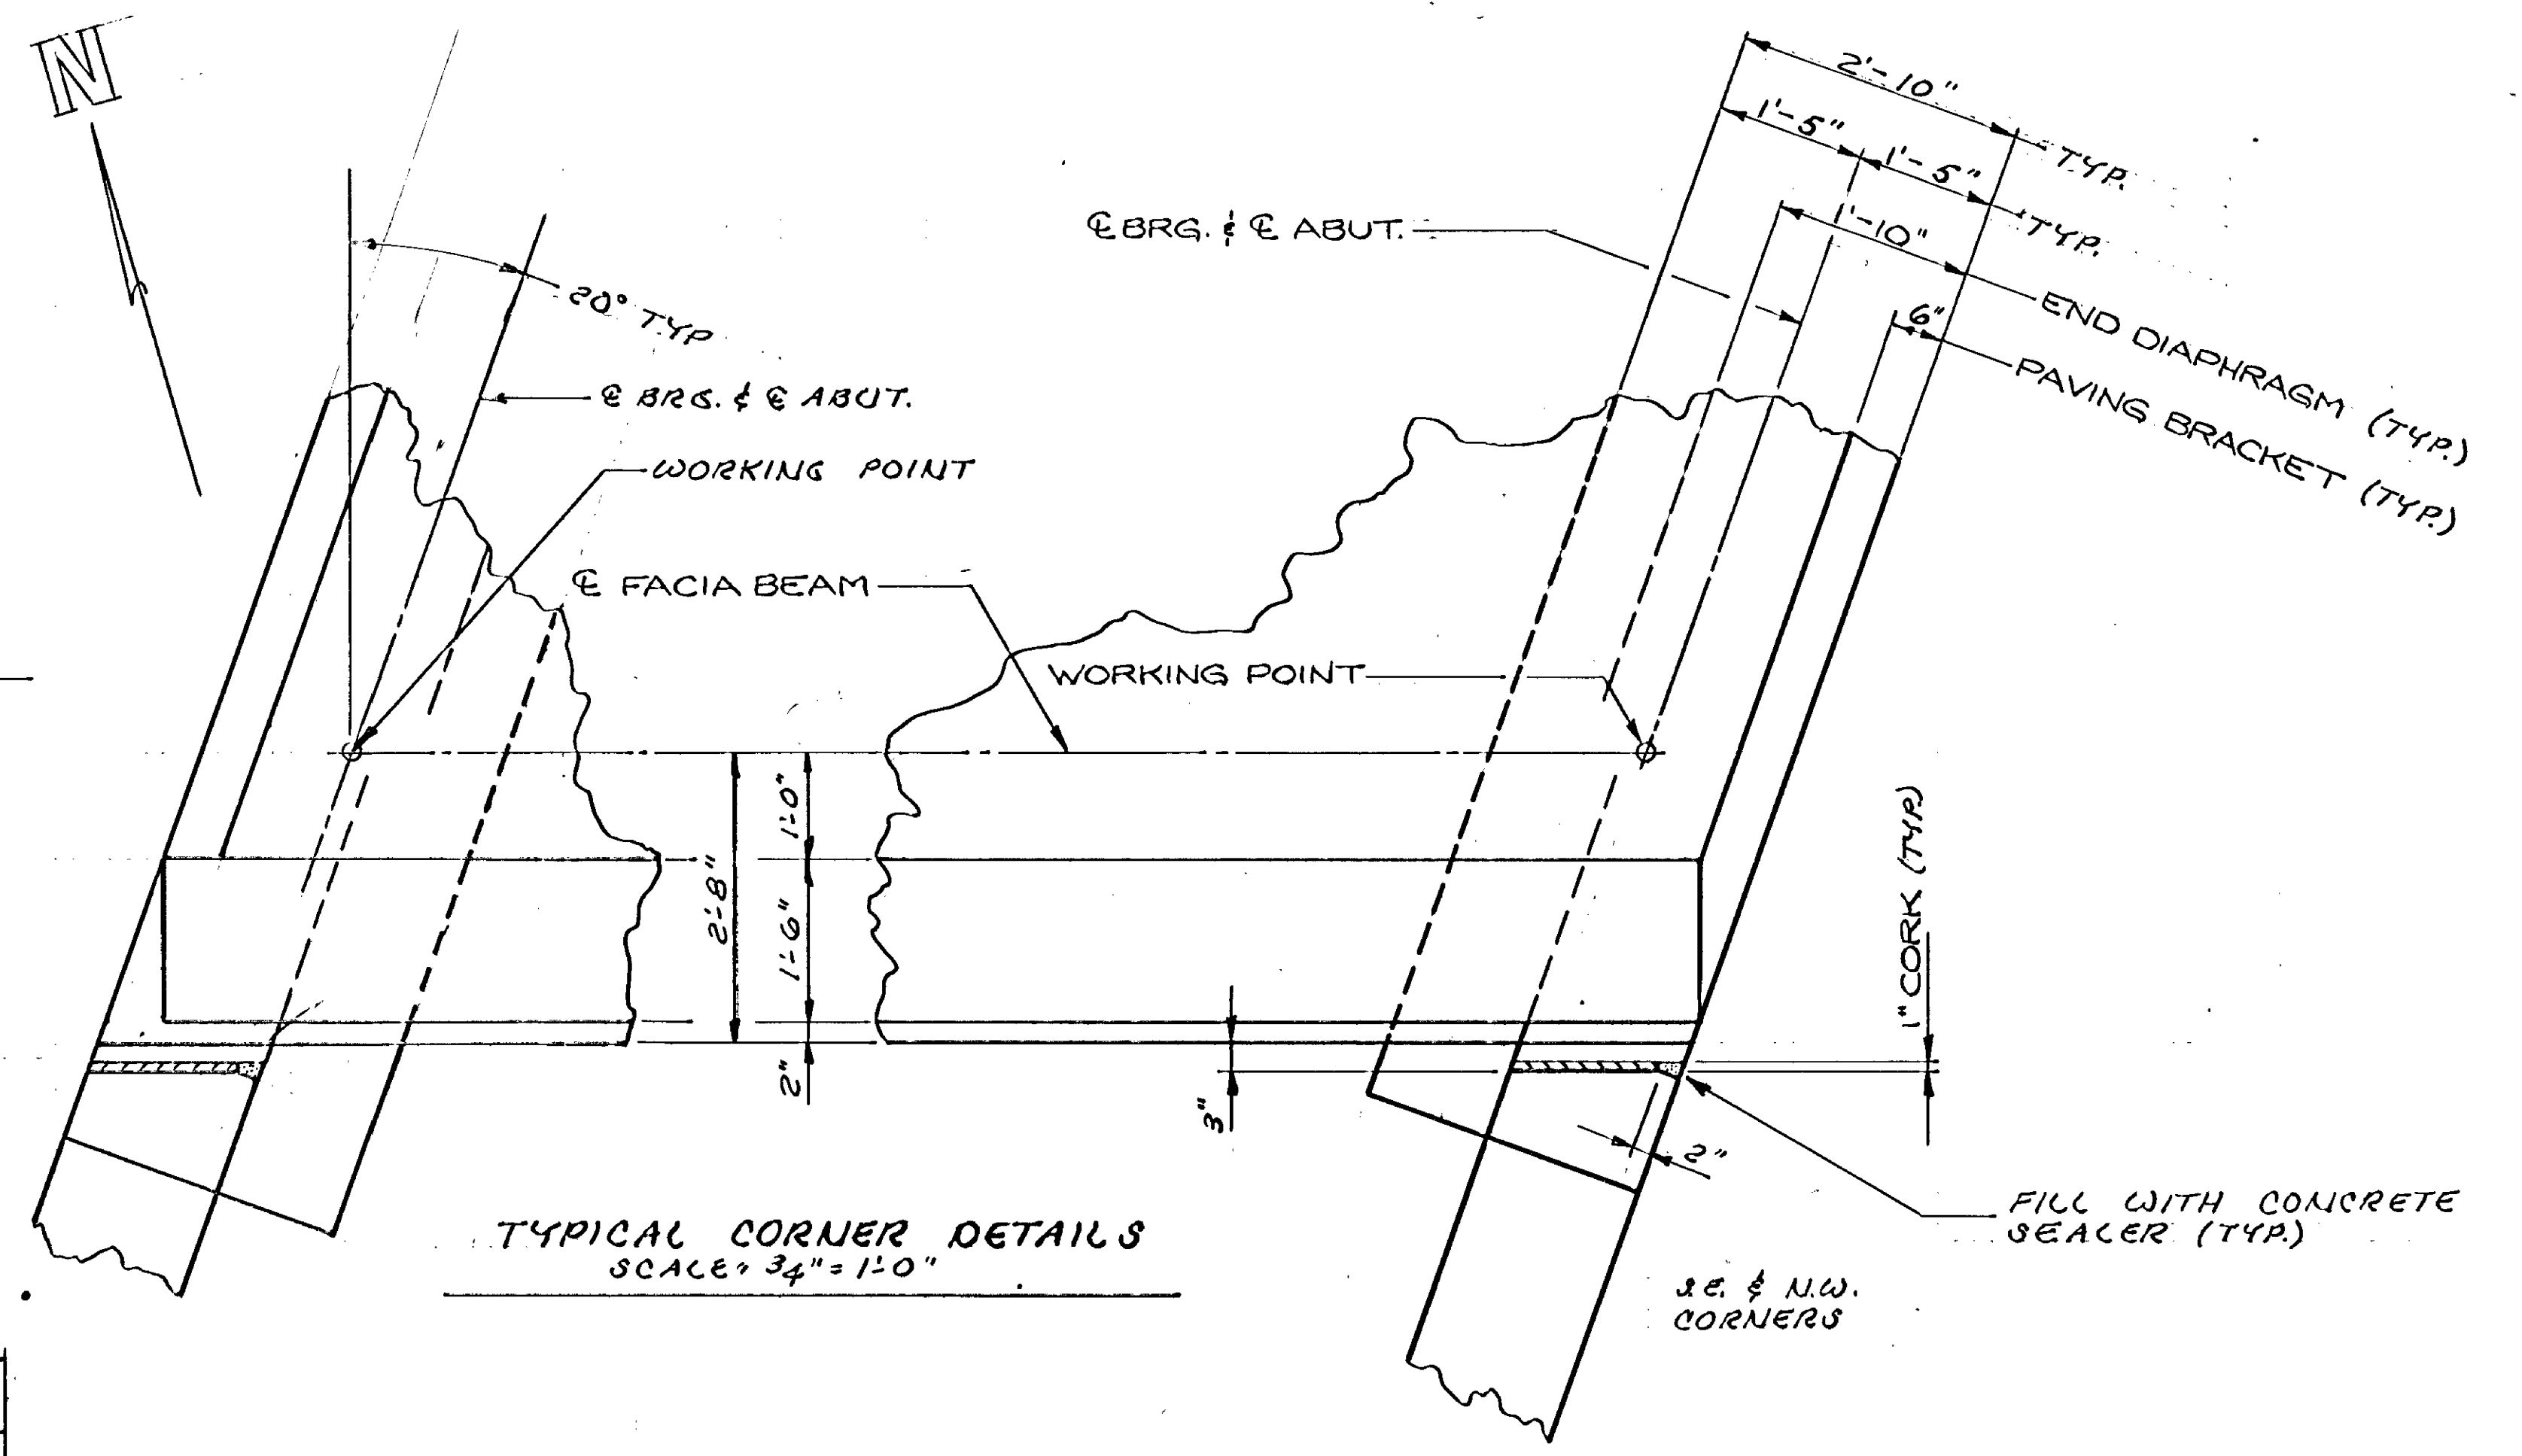 N
2'-10"
1'-5"
1'-5"
TYP.
TYP.
℄ BRG. & ℄ ABUT.
1'-10"
6"
END DIAPHRAGM (TYP.)
PAVING BRACKET (TYP.)
20° TYP
℄ BRG. & ℄ ABUT.
WORKING POINT
℄ FACIA BEAM
WORKING POINT
1'-0"
2'-8"
1'-6"
2"
3"
1" CORK (TYP.)
2"
FILL WITH CONCRETE
SEALER (TYP.)
TYPICAL CORNER DETAILS
SCALE: 3/4" = 1'-0"
S.E. & N.W.
CORNERS